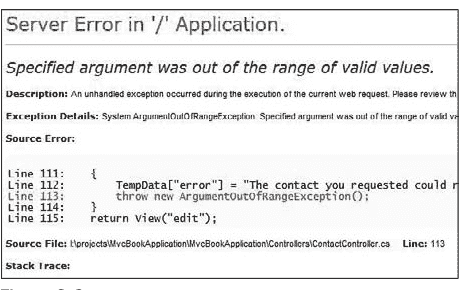 Server Error in '/' Application.
Specified argument was out of the range of valid values.
Description: An unhandled exception occurred during the execution of the current web request. Please review th
Exception Details: System.ArgumentOutOfRangeException: Specified argument was out of the range of valid va
Source Error:
Line 111: {
Line 112: TempData["error"] = "The contact you requested could r
Line 113: throw new ArgumentOutOfRangeException();
Line 114: }
Line 115: return View("edit");
Source File: I:\projects\MvcBookApplication\MvcBookApplication\Controllers\ContactController.cs Line: 113
Stack Trace: